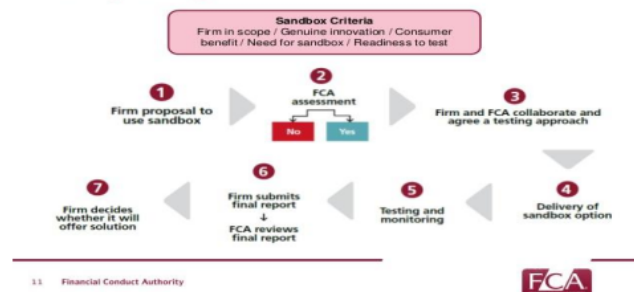 Sandbox Criteria
Firm in scope / Genuine innovation / Consumer
benefit / Need for sandbox / Readiness to test
1
Firm proposal to
use sandbox
2
FCA
assessment
No
Yes
3
Firm and FCA collaborate and
agree a testing approach
7
Firm decides
whether it will
offer solution
6
Firm submits
final report
FCA reviews
final report
5
Testing and
monitoring
4
Delivery of
sandbox option
11 Financial Conduct Authority
FCA